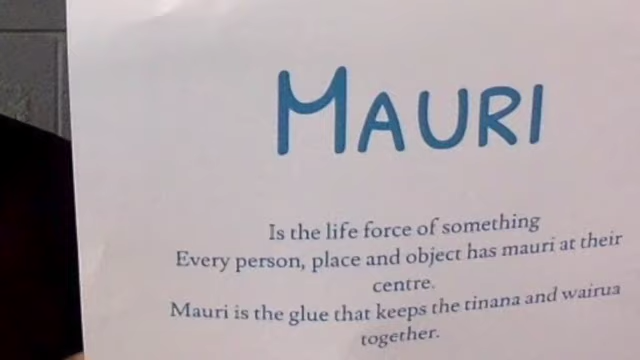 MAURI
Is the life force of something
Every person, place and object has mauri at their
centre.
Mauri is the glue that keeps the tinana and wairua
together.